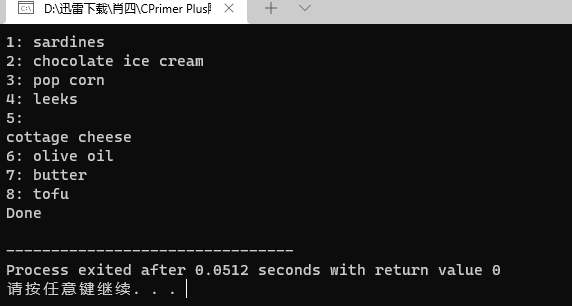 D:\迅雷下载\肖四\CPrimer Plus
1: sardines
2: chocolate ice cream
3: pop corn
4: leeks
5:
cottage cheese
6: olive oil
7: butter
8: tofu
Done
--------------------------------
Process exited after 0.0512 seconds with return value 0
请按任意键继续. . .